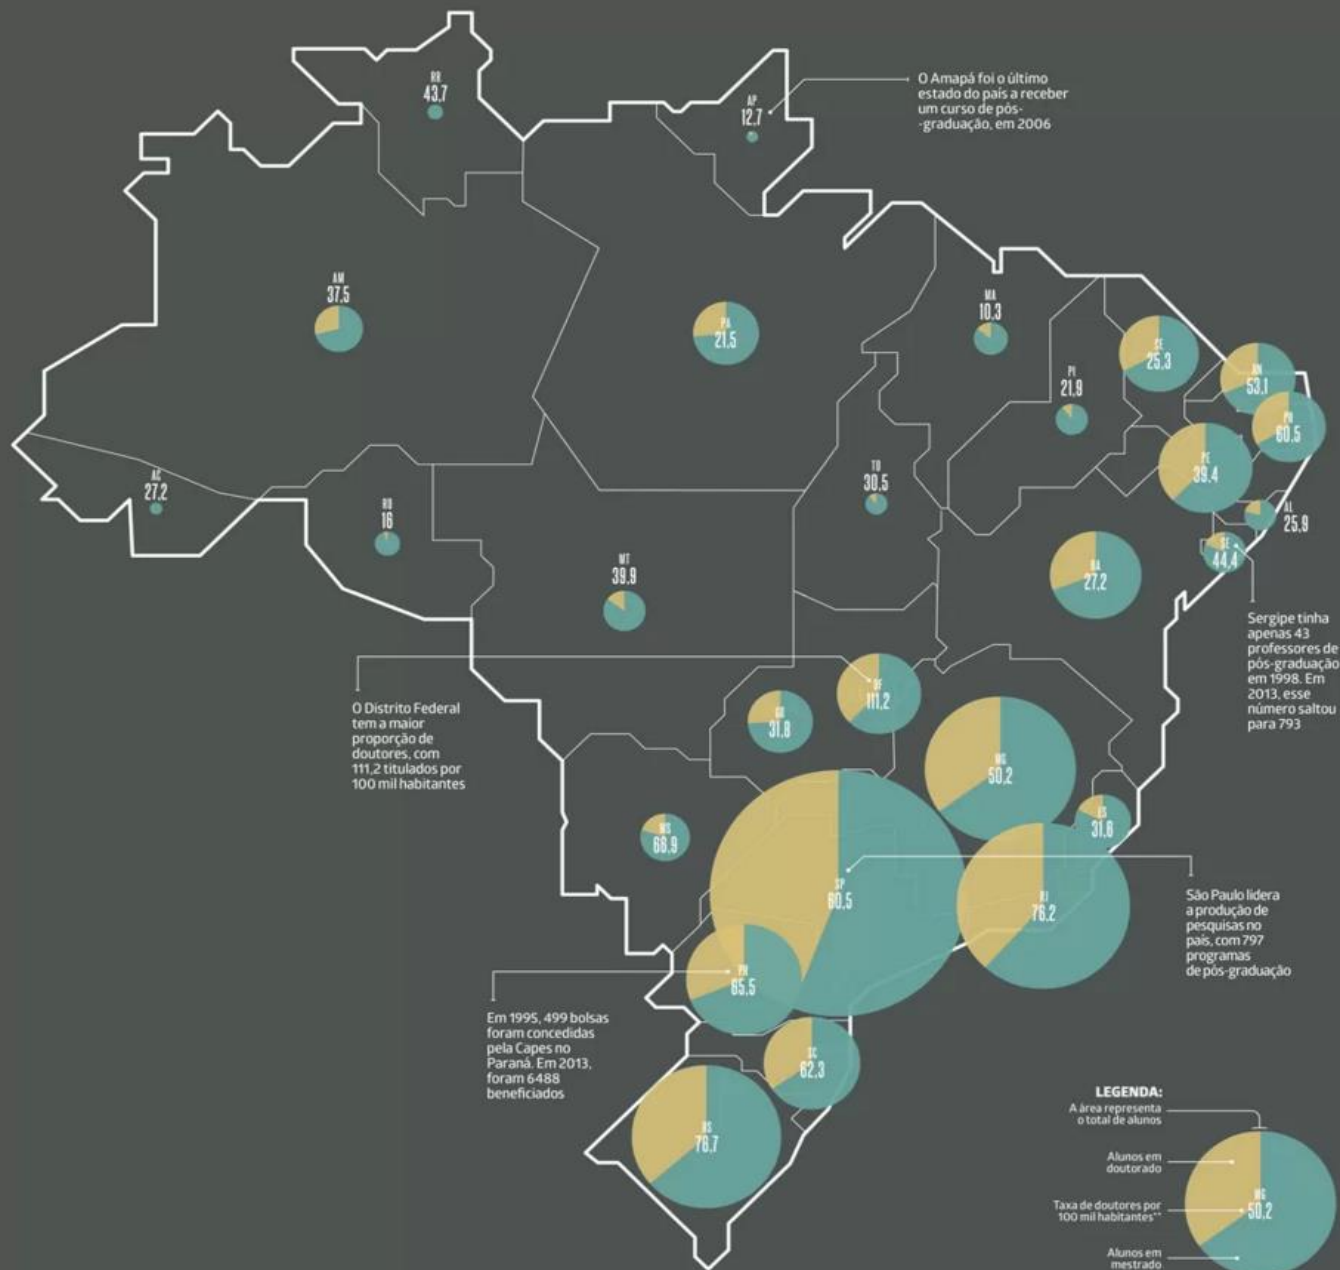 RR
43.7
AP
12.7
O Amapá foi o último
estado do país a receber
um curso de pós-
-graduação, em 2006
AM
37.5
PA
21.5
MA
10.3
PI
21.9
SE
25,3
RN
53.1
PB
60.5
PE
39.4
AL
25,9
SE
44.4
AC
27.2
RO
16
TO
30.5
MT
39.9
BA
27,2
Sergipe tinha
apenas 43
professores de
pós-graduação
em 1998. Em
2013, esse
número saltou
para 793
O Distrito Federal
tem a maior
proporção de
doutores, com
111,2 titulados por
100 mil habitantes
DF
111,2
GO
31.8
MG
50,2
ES
31.6
MS
68.9
SP
60.5
RJ
76.2
São Paulo lidera
a produção de
pesquisas no
país, com 797
programas
de pós-graduação
PR
65.5
Em 1995, 499 bolsas
foram concedidas
pela Capes no
Paraná. Em 2013,
foram 6488
beneficiados
SC
62.3
RS
78.7
LEGENDA:
A área representa
o total de alunos
Alunos em
doutorado
Taxa de doutores por
100 mil habitantes**
MG
50.2
Alunos em
mestrado